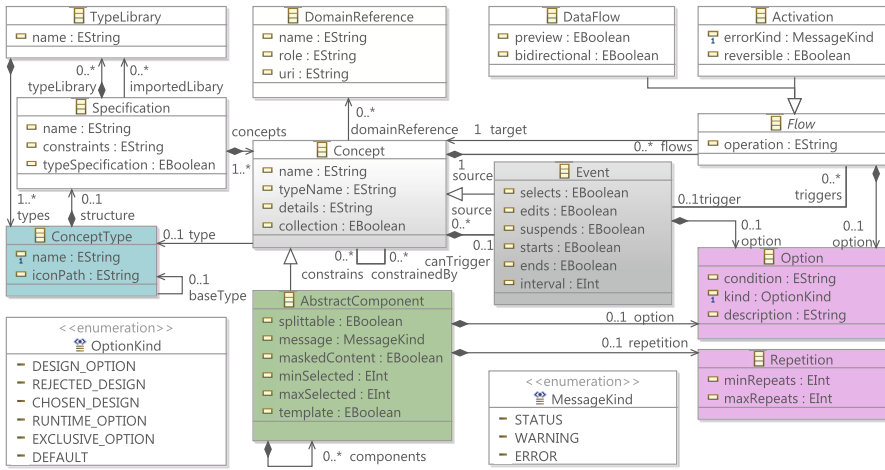 TypeLibrary
name : EString
DomainReference
name : EString
role : EString
uri : EString
DataFlow
preview : EBoolean
bidirectional : EBoolean
Activation
errorKind : MessageKind
reversible : EBoolean
0..*
typeLibrary
0..*
importedLibary
Specification
name : EString
constraints : EString
typeSpecification : EBoolean
concepts
1..*
0..*
domainReference
Concept
name : EString
typeName : EString
details : EString
collection : EBoolean
1 target
0..* flows
Flow
operation : EString
1
source
source
0..*
canTrigger
0..1
Event
selects : EBoolean
edits : EBoolean
suspends : EBoolean
starts : EBoolean
ends : EBoolean
interval : EInt
0..1trigger
0..*
triggers
0..1
option
0..1
option
1..*
types
0..1
structure
ConceptType
name : EString
iconPath : EString
0..1 type
0..1
baseType
0..*
constrains
0..*
constrainedBy
AbstractComponent
splittable : EBoolean
message : MessageKind
maskedContent : EBoolean
minSelected : EInt
maxSelected : EInt
template : EBoolean
0..* components
0..1 option
0..1 repetition
Option
condition : EString
kind : OptionKind
description : EString
Repetition
minRepeats : EInt
maxRepeats : EInt
<<enumeration>>
OptionKind
DESIGN_OPTION
REJECTED_DESIGN
CHOSEN_DESIGN
RUNTIME_OPTION
EXCLUSIVE_OPTION
DEFAULT
<<enumeration>>
MessageKind
STATUS
WARNING
ERROR